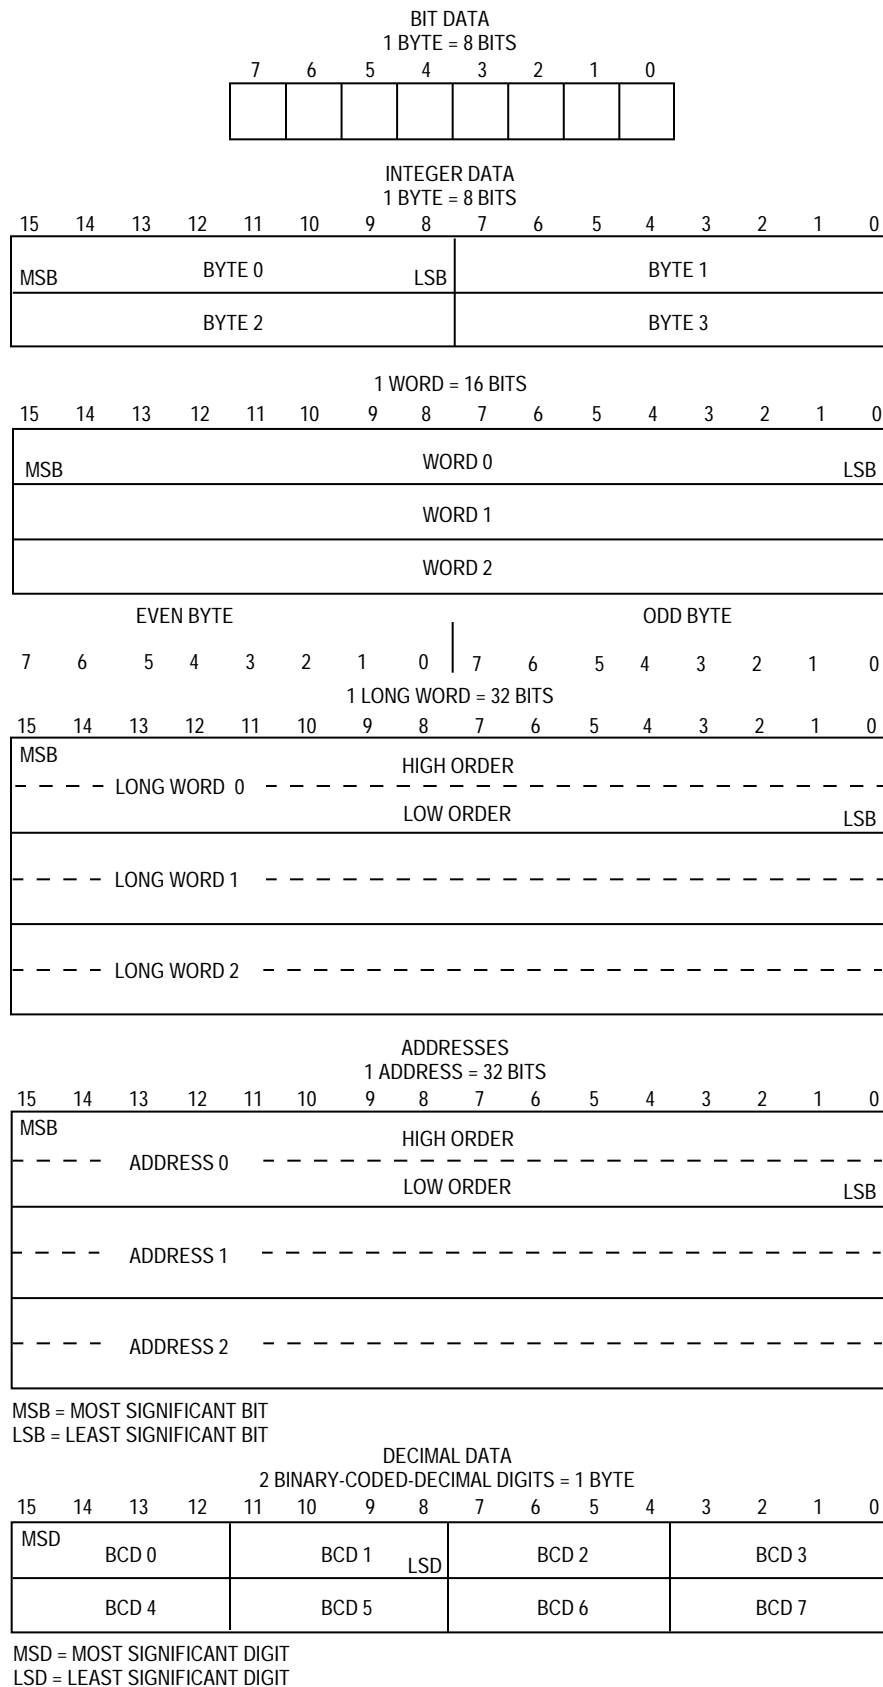 BIT DATA
1 BYTE = 8 BITS
7 6 5 4 3 2 1 0
INTEGER DATA
1 BYTE = 8 BITS
15 14 13 12 11 10 9 8 7 6 5 4 3 2 1 0
MSB BYTE 0 LSB BYTE 1
BYTE 2 BYTE 3
1 WORD = 16 BITS
15 14 13 12 11 10 9 8 7 6 5 4 3 2 1 0
MSB WORD 0 LSB
WORD 1
WORD 2
EVEN BYTE ODD BYTE
7 6 5 4 3 2 1 0 7 6 5 4 3 2 1 0
1 LONG WORD = 32 BITS
15 14 13 12 11 10 9 8 7 6 5 4 3 2 1 0
MSB HIGH ORDER
LONG WORD 0
LOW ORDER LSB
LONG WORD 1
LONG WORD 2
ADDRESSES
1 ADDRESS = 32 BITS
15 14 13 12 11 10 9 8 7 6 5 4 3 2 1 0
MSB HIGH ORDER
ADDRESS 0
LOW ORDER LSB
ADDRESS 1
ADDRESS 2
MSB = MOST SIGNIFICANT BIT
LSB = LEAST SIGNIFICANT BIT
DECIMAL DATA
2 BINARY-CODED-DECIMAL DIGITS = 1 BYTE
15 14 13 12 11 10 9 8 7 6 5 4 3 2 1 0
MSD BCD 0 BCD 1 LSD BCD 2 BCD 3
BCD 4 BCD 5 BCD 6 BCD 7
MSD = MOST SIGNIFICANT DIGIT
LSD = LEAST SIGNIFICANT DIGIT